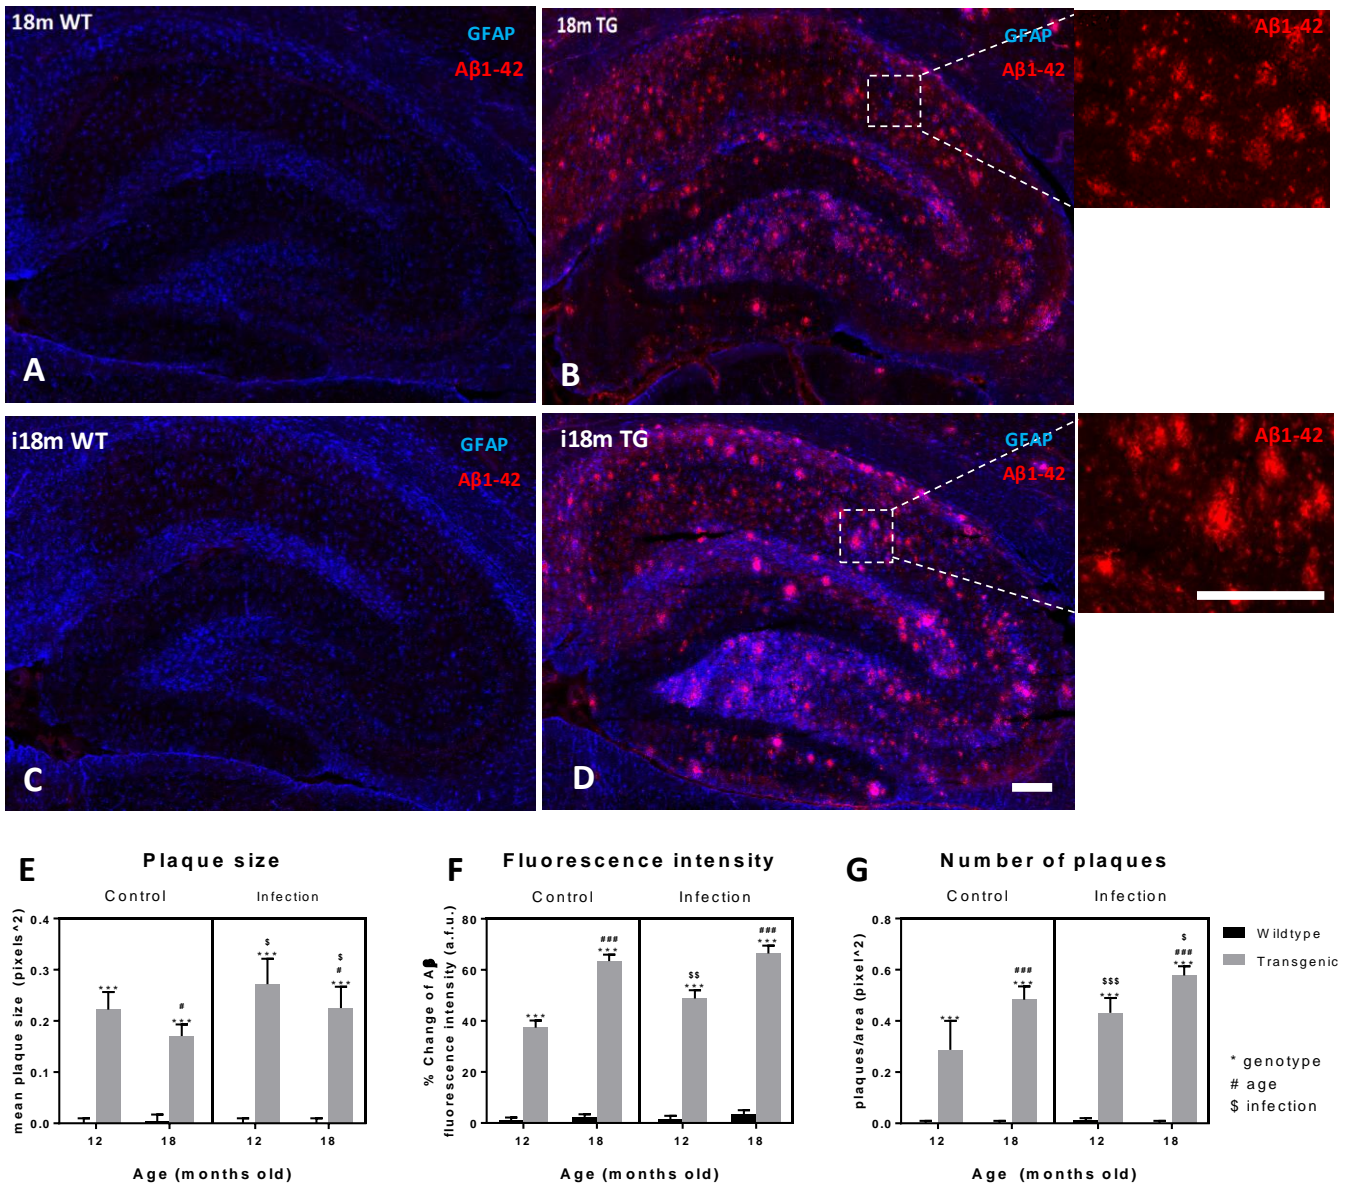 18m WT
GFAP
Aβ1-42
A
18m TG
GFAP
Aβ1-42
B
Aβ1-42
i18m WT
GFAP
Aβ1-42
C
i18m TG
GFAP
Aβ1-42
D
Aβ1-42
E
Plaque size
Control
Infection
mean plaque size (pixels^2)
0.4
0.3
0.2
0.1
0.0
***
#
***
$
***
$
#
***
12
18
12
18
Age (months old)
F
Fluorescence intensity
Control
Infection
% Change of Aβ
fluorescence intensity (a.f.u.)
80
60
40
20
0
***
###
***
$$
***
###
***
12
18
12
18
Age (months old)
G
Number of plaques
Control
Infection
plaques/area (pixel^2)
0.8
0.6
0.4
0.2
0.0
***
###
***
$$$
***
$
###
***
12
18
12
18
Age (months old)
Wildtype
Transgenic
* genotype
# age
$ infection